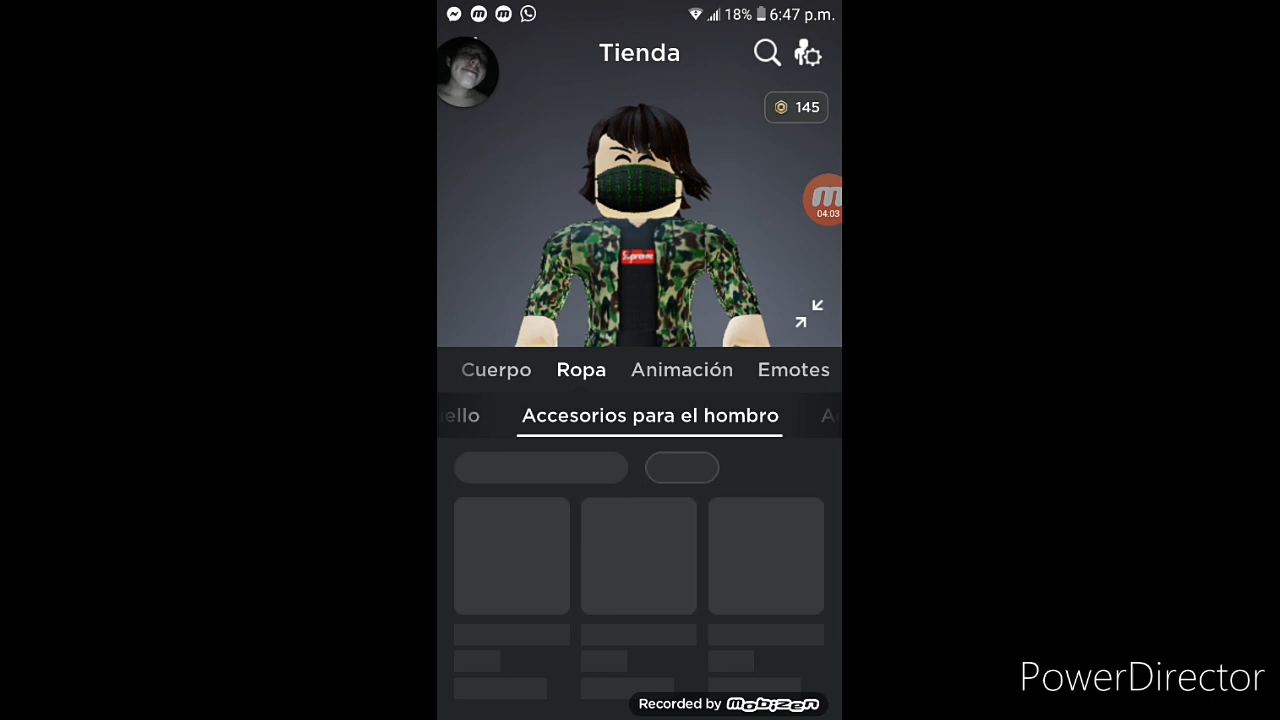 18% 6:47 p.m.
Tienda
145
04:03
Supreme
Cuerpo Ropa Animación Emotes
ello Accesorios para el hombro A
Recorded by mobizen
PowerDirector